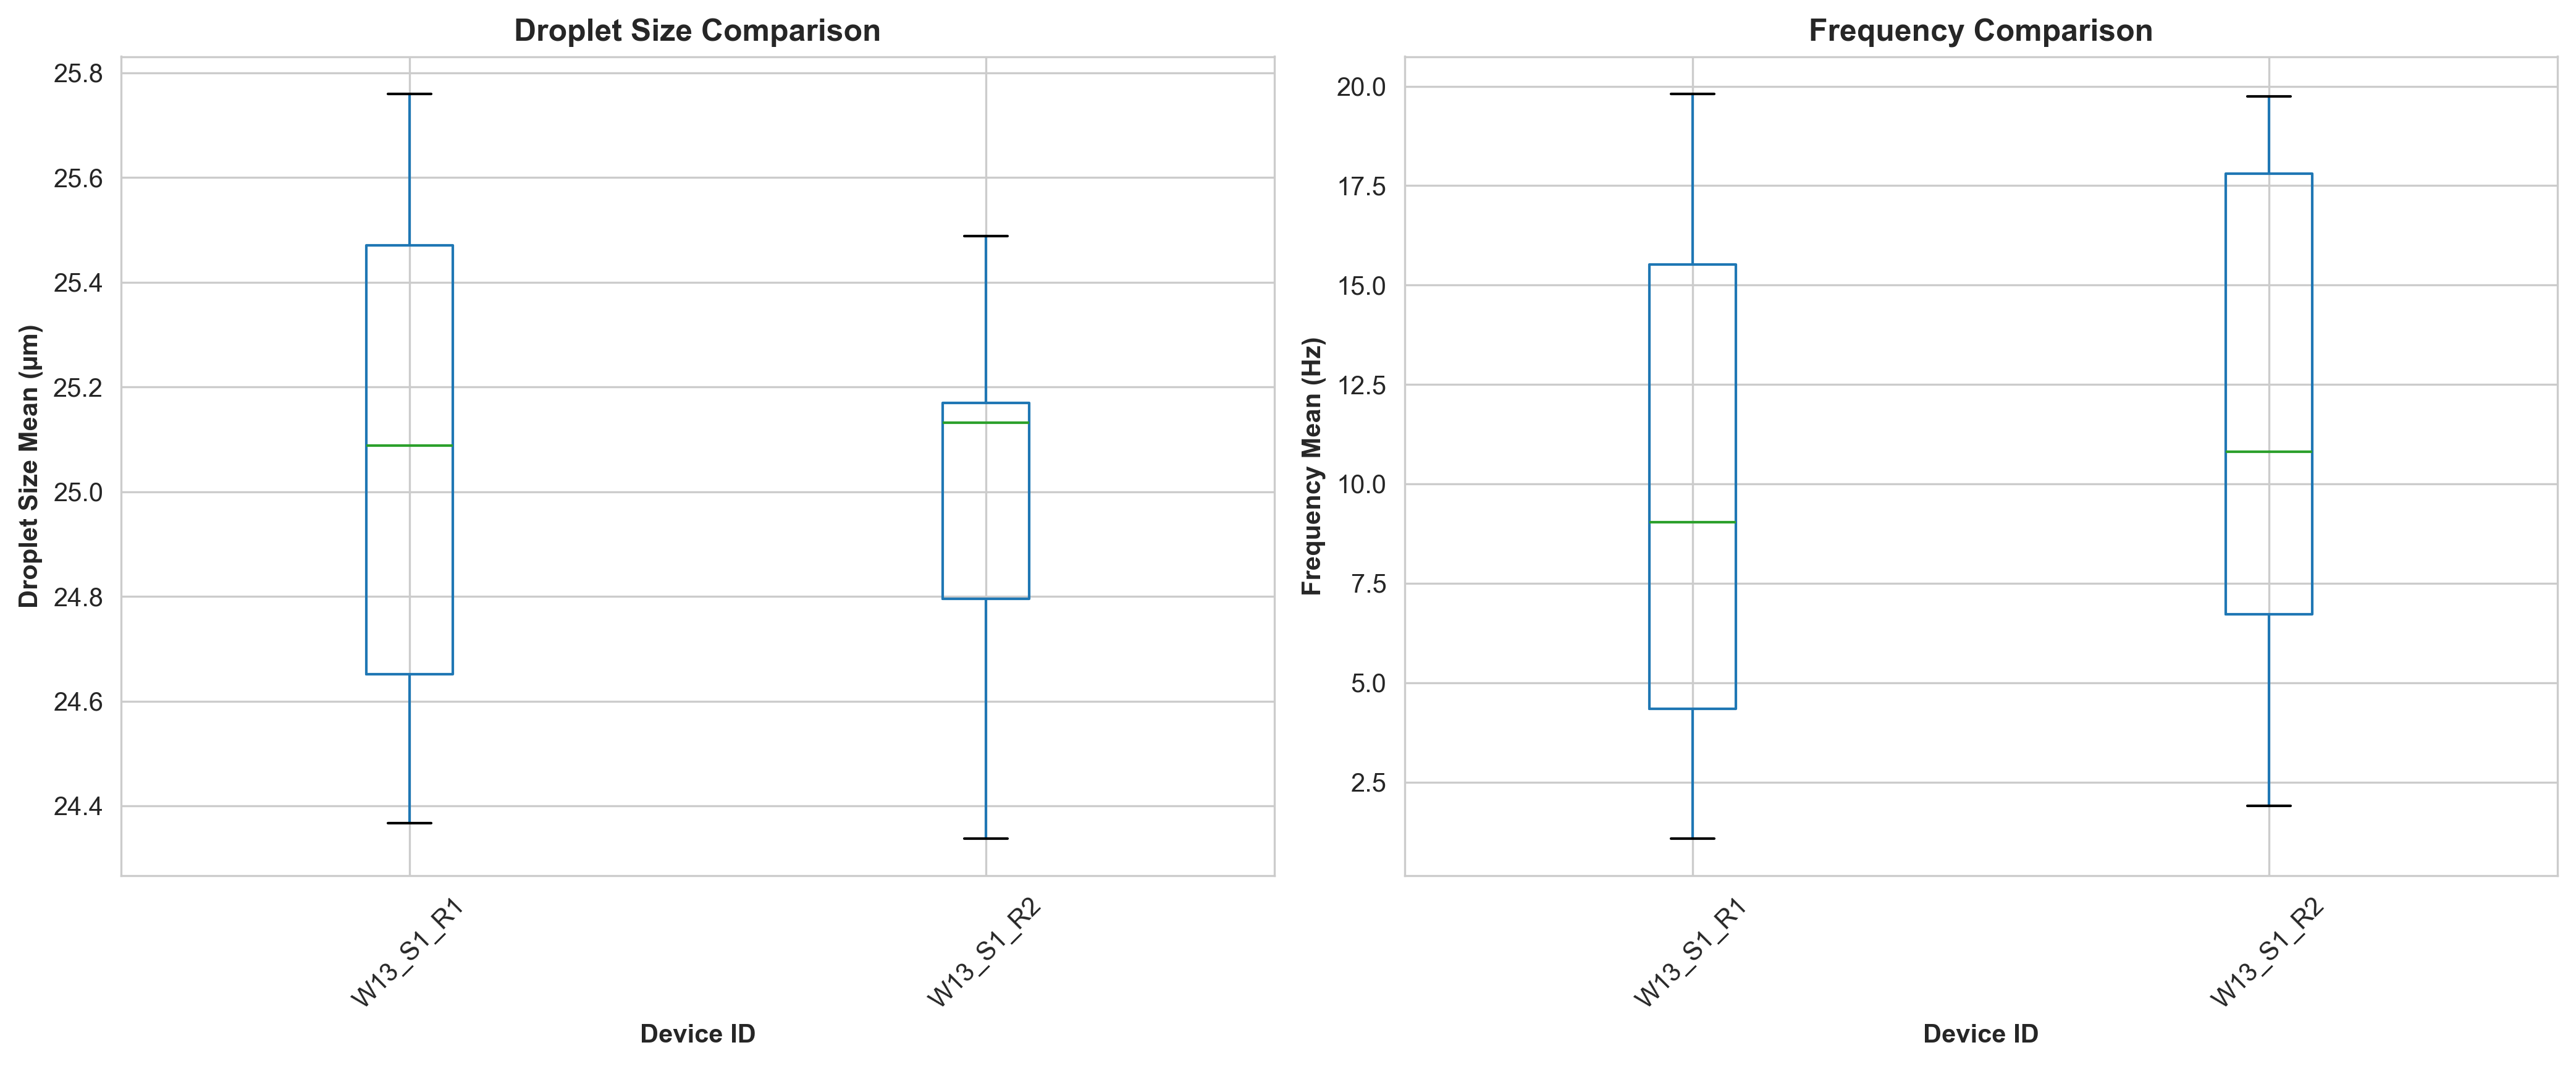 Droplet Size Comparison
Droplet Size Mean (µm)
25.8
25.6
25.4
25.2
25.0
24.8
24.6
24.4
W13_S1_R1
W13_S1_R2
Device ID
Frequency Comparison
Frequency Mean (Hz)
20.0
17.5
15.0
12.5
10.0
7.5
5.0
2.5
W13_S1_R1
W13_S1_R2
Device ID